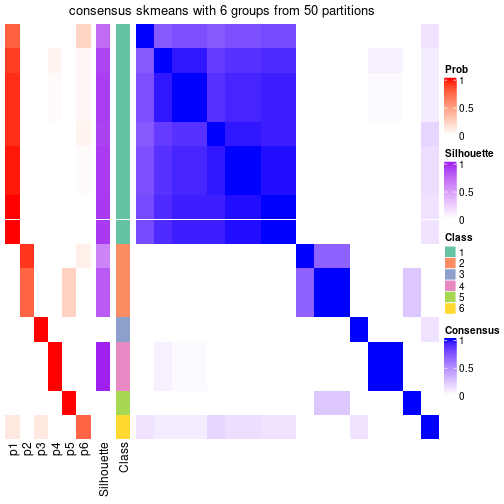 consensus skmeans with 6 groups from 50 partitions
Prob
1
0.5
0
Silhouette
1
0.5
0
Class
1
2
3
4
5
6
Consensus
1
0.5
0
p1
p2
p3
p4
p5
p6
Silhouette
Class